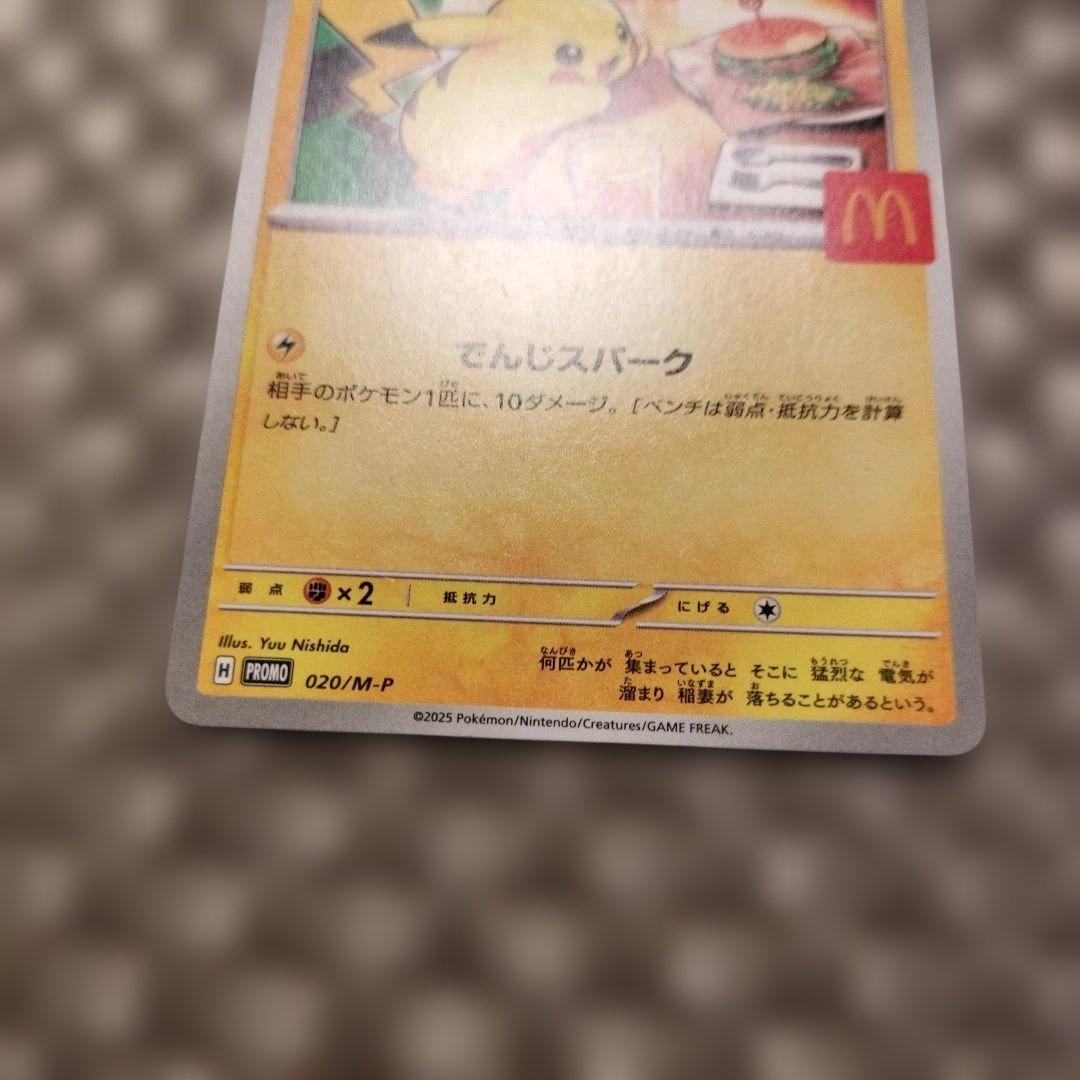 M
でんじスパーク
相手のポケモン1匹に、10ダメージ。[ベンチは弱点・抵抗力を計算
しない。]
弱点 ×2 抵抗力 にげる
Illus. Yuu Nishida
H PROMO 020/M-P
何匹かが 集まっていると そこに 猛烈な 電気が
溜まり 稲妻が 落ちることがあるという。
©2025 Pokémon/Nintendo/Creatures/GAME FREAK.